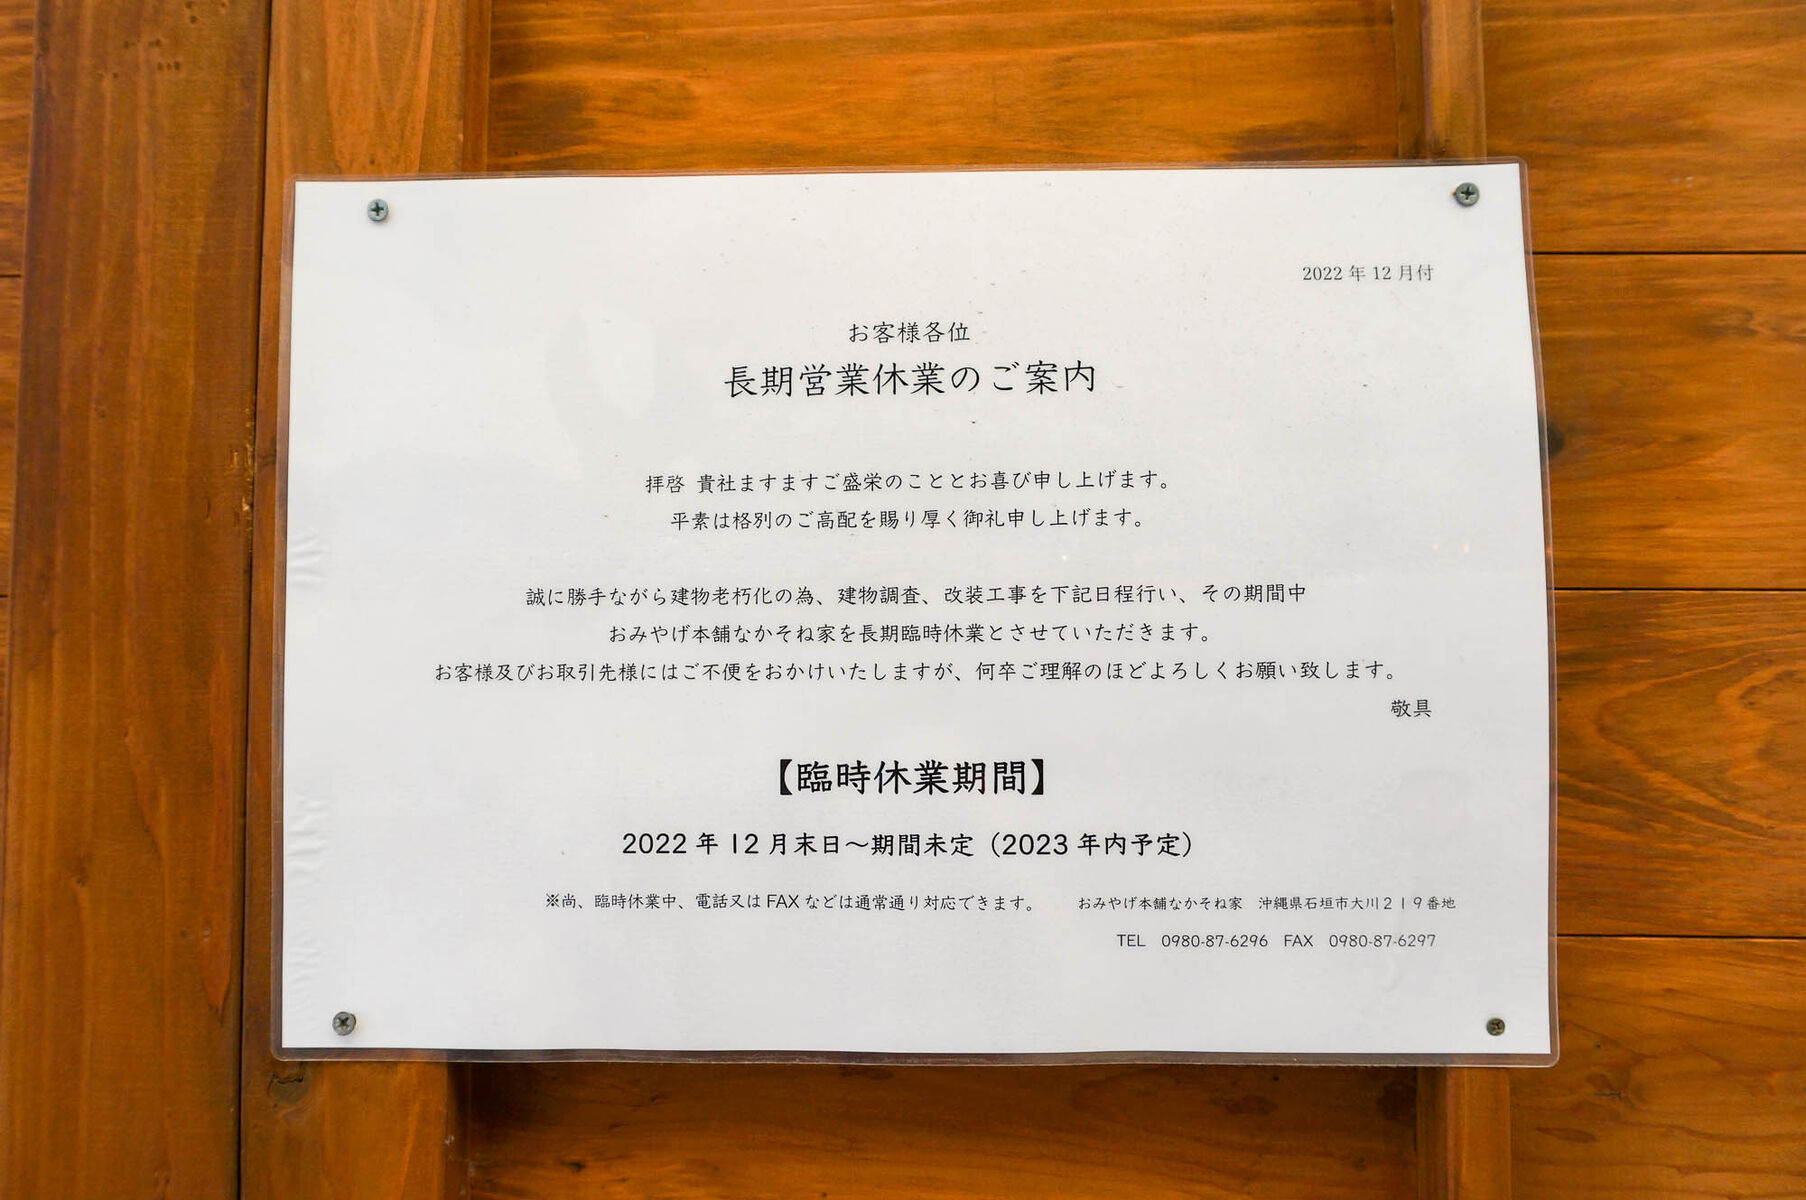 2022年12月付
お客様各位
長期営業休業のご案内
拝啓 貴社ますますご盛栄のこととお喜び申し上げます。
平素は格別のご高配を賜り厚く御礼申し上げます。
誠に勝手ながら建物老朽化の為、建物調査、改装工事を下記日程行い、その期間中
おみやげ本舗なかそね家を長期臨時休業とさせていただきます。
お客様及びお取引先様にはご不便をおかけいたしますが、何卒ご理解のほどよろしくお願い致します。
敬具
【臨時休業期間】
2022年12月末日～期間未定（2023年内予定）
※尚、臨時休業中、電話又はFAXなどは通常通り対応できます。 おみやげ本舗なかそね家 沖縄県石垣市大川219番地
TEL 0980-87-6296 FAX 0980-87-6297